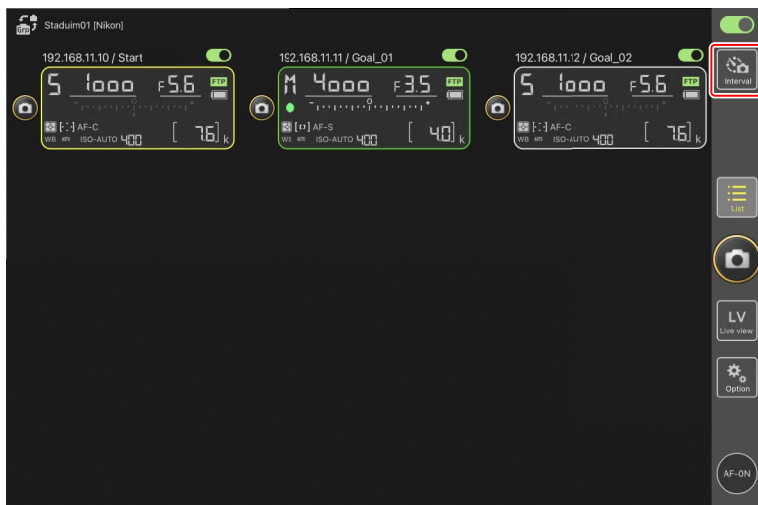 Grp Staduim01 [Nikon]
192.168.11.10 / Start
S 1000 F5.6 FTP
AF-C
WB ISO-AUTO 400 [ 7.6] k
192.168.11.11 / Goal_01
M 4000 F3.5 FTP
AF-S
WB ISO-AUTO 400 [ 4.0] k
192.168.11.12 / Goal_02
S 1000 F5.6 FTP
AF-C
WB ISO-AUTO 400 [ 7.6] k
Interval
List
LV
Live view
Option
AF-ON